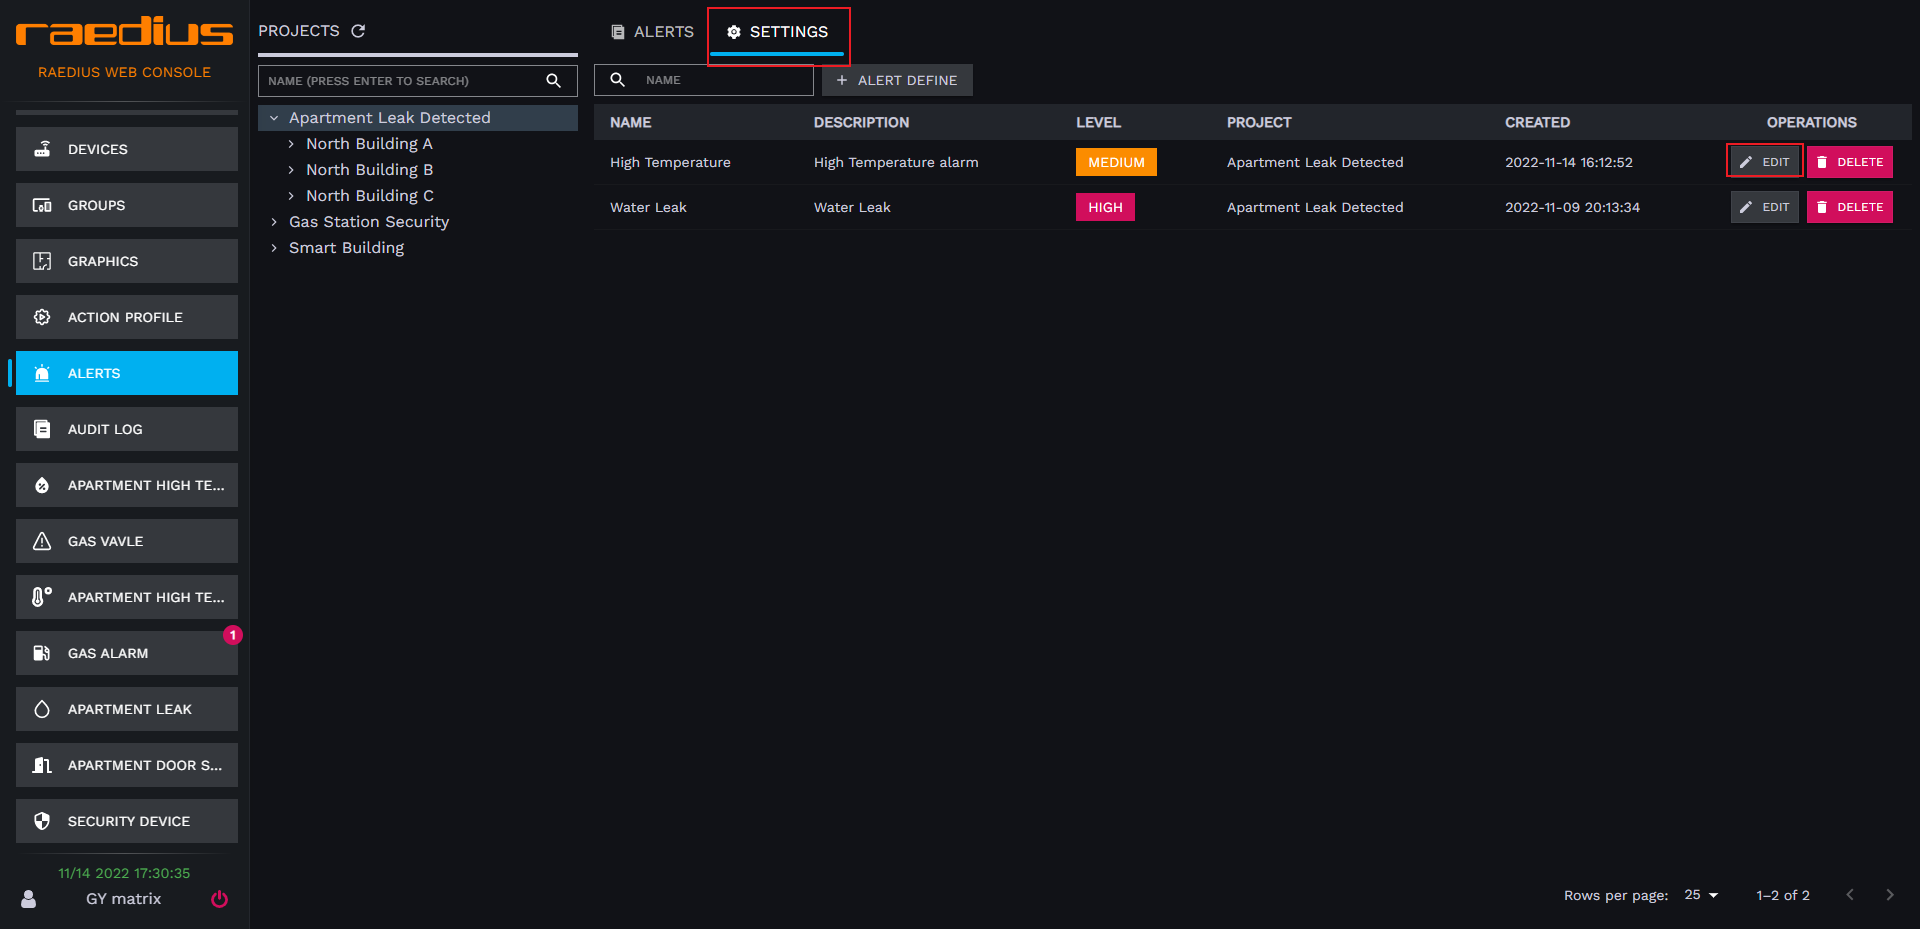 raedius
RAEDIUS WEB CONSOLE
DEVICES
GROUPS
GRAPHICS
ACTION PROFILE
ALERTS
AUDIT LOG
APARTMENT HIGH TE...
GAS VAVLE
APARTMENT HIGH TE...
1
GAS ALARM
APARTMENT LEAK
APARTMENT DOOR S...
SECURITY DEVICE
11/14 2022 17:30:35
GY matrix
PROJECTS
NAME (PRESS ENTER TO SEARCH)
Apartment Leak Detected
North Building A
North Building B
North Building C
Gas Station Security
Smart Building
ALERTS SETTINGS
NAME + ALERT DEFINE
NAME DESCRIPTION LEVEL PROJECT CREATED OPERATIONS
High Temperature High Temperature alarm MEDIUM Apartment Leak Detected 2022-11-14 16:12:52 EDIT DELETE
Water Leak Water Leak HIGH Apartment Leak Detected 2022-11-09 20:13:34 EDIT DELETE
Rows per page: 25 1–2 of 2